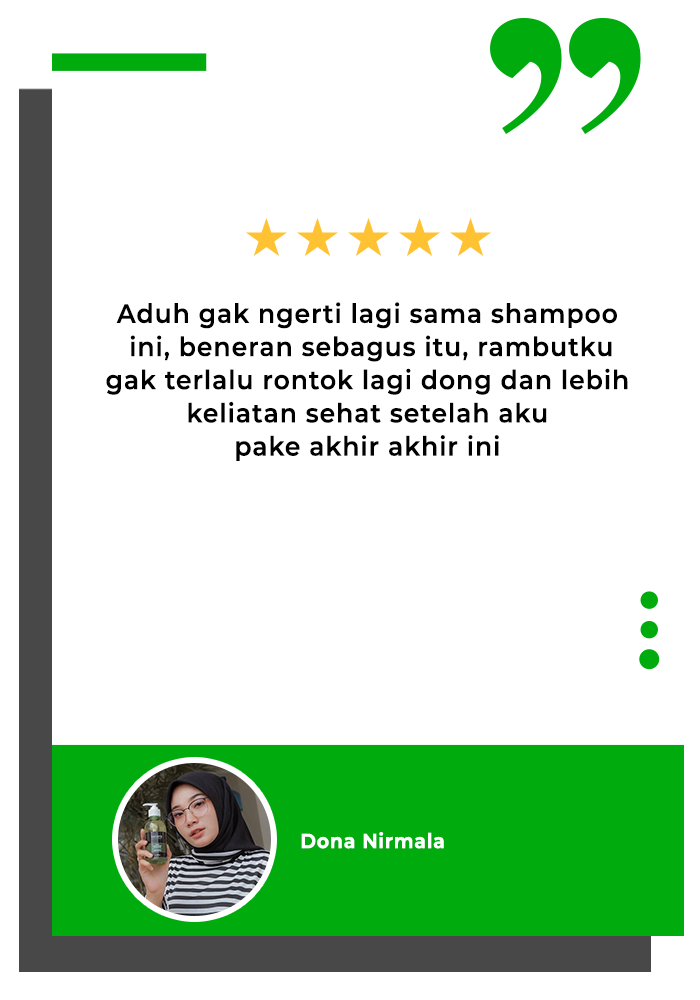 Aduh gak ngerti lagi sama shampoo
ini, beneran sebagus itu, rambutku
gak terlalu rontok lagi dong dan lebih
keliatan sehat setelah aku
pake akhir akhir ini
Dona Nirmala